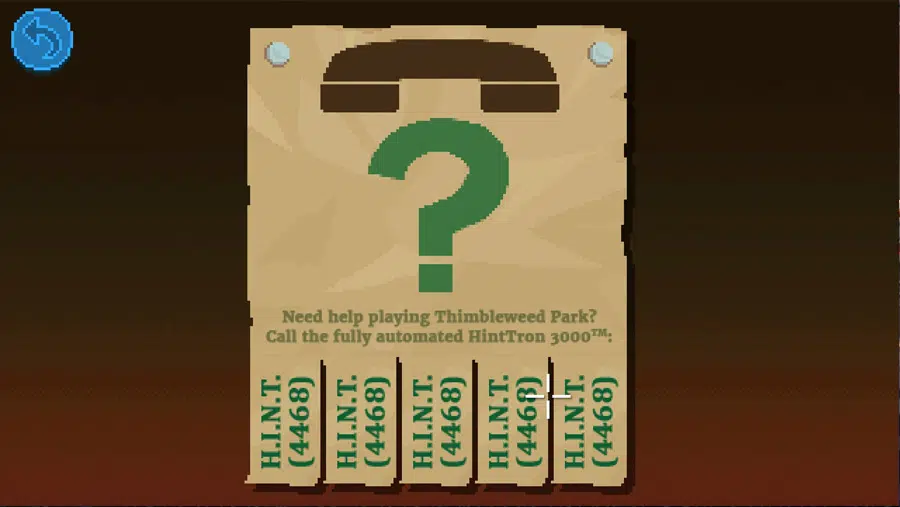 ?
Need help playing Thimbleweed Park?
Call the fully automated HintTron 3000™:
H.I.N.T.
(4468)
H.I.N.T.
(4468)
H.I.N.T.
(4468)
H.I.N.T.
(4468)
H.I.N.T.
(4468)